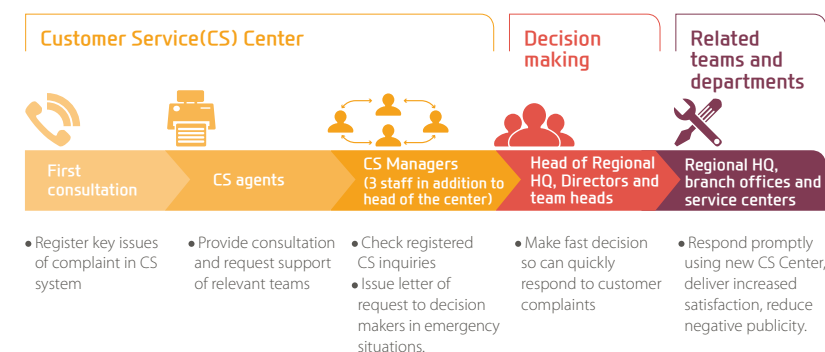 Customer Service(CS) Center
Decision
making
Related
teams and
departments
First
consultation
CS agents
CS Managers
(3 staff in addition to
head of the center)
Head of Regional
HQ, Directors and
team heads
Regional HQ,
branch offices and
service centers
• Register key issues
of complaint in CS
system
• Provide consultation
and request support
of relevant teams
• Check registered
CS inquiries
• Issue letter of
request to decision
makers in emergency
situations.
• Make fast decision
so can quickly
respond to customer
complaints
• Respond promptly
using new CS Center,
deliver increased
satisfaction, reduce
negative publicity.